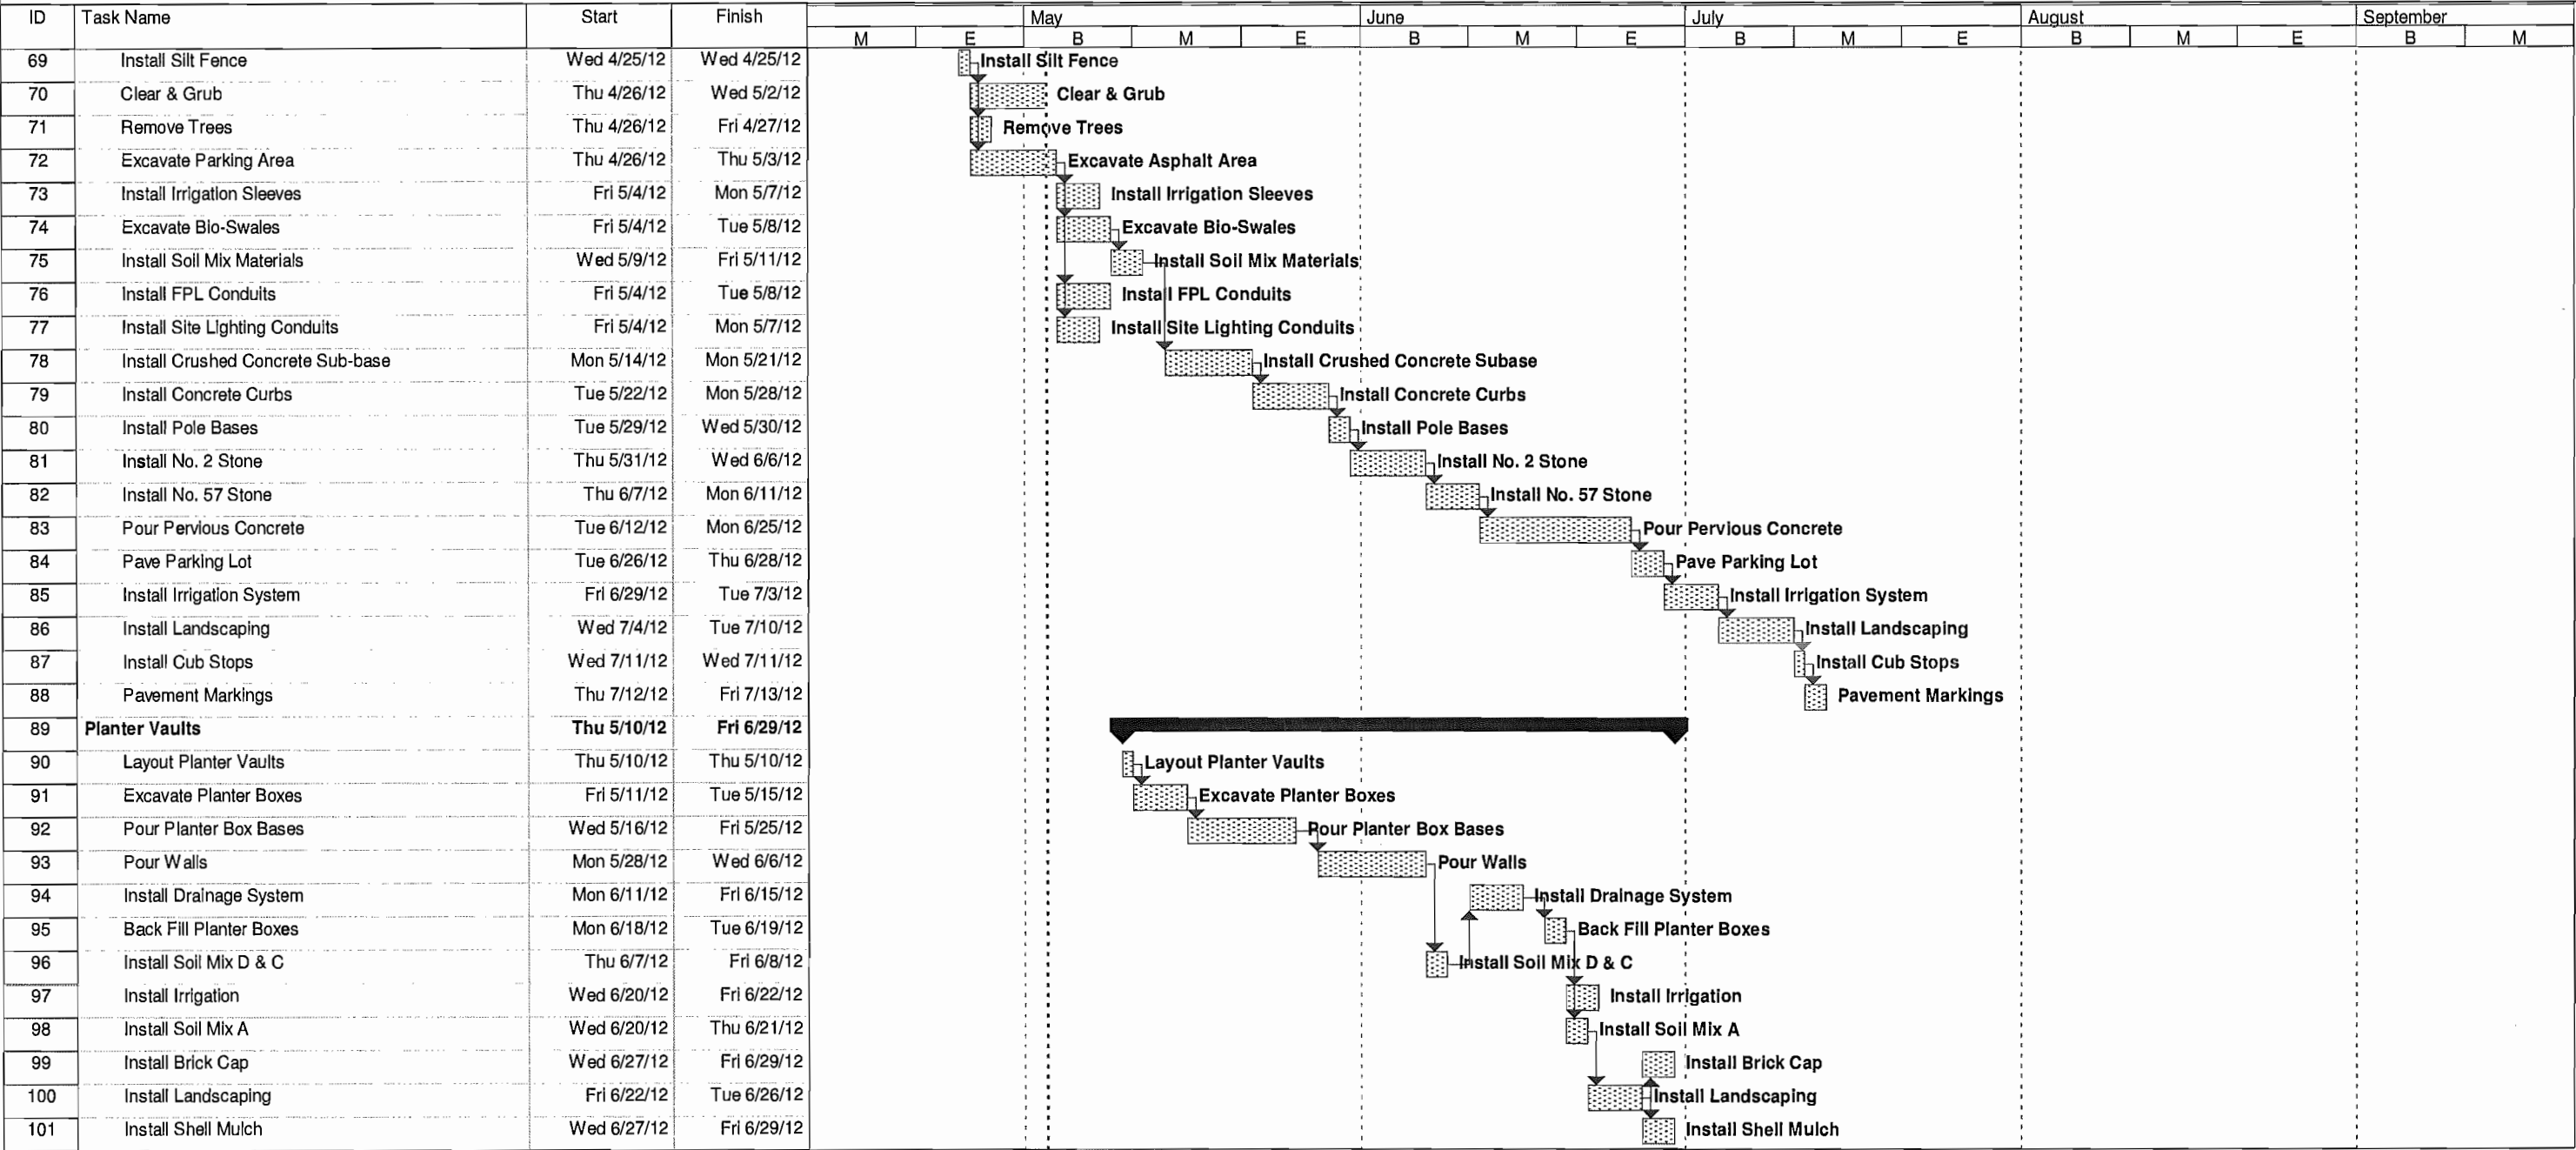 ID Task Name Start Finish May June July August September
M E B M E B M E B M E B M E B M
69 Install Silt Fence Wed 4/25/12 Wed 4/25/12 Install Silt Fence
70 Clear & Grub Thu 4/26/12 Wed 5/2/12 Clear & Grub
71 Remove Trees Thu 4/26/12 Fri 4/27/12 Remove Trees
72 Excavate Parking Area Thu 4/26/12 Thu 5/3/12 Excavate Asphalt Area
73 Install Irrigation Sleeves Fri 5/4/12 Mon 5/7/12 Install Irrigation Sleeves
74 Excavate Bio-Swales Fri 5/4/12 Tue 5/8/12 Excavate Bio-Swales
75 Install Soil Mix Materials Wed 5/9/12 Fri 5/11/12 Install Soil Mix Materials
76 Install FPL Conduits Fri 5/4/12 Tue 5/8/12 Install FPL Conduits
77 Install Site Lighting Conduits Fri 5/4/12 Mon 5/7/12 Install Site Lighting Conduits
78 Install Crushed Concrete Sub-base Mon 5/14/12 Mon 5/21/12 Install Crushed Concrete Subase
79 Install Concrete Curbs Tue 5/22/12 Mon 5/28/12 Install Concrete Curbs
80 Install Pole Bases Tue 5/29/12 Wed 5/30/12 Install Pole Bases
81 Install No. 2 Stone Thu 5/31/12 Wed 6/6/12 Install No. 2 Stone
82 Install No. 57 Stone Thu 6/7/12 Mon 6/11/12 Install No. 57 Stone
83 Pour Pervious Concrete Tue 6/12/12 Mon 6/25/12 Pour Pervious Concrete
84 Pave Parking Lot Tue 6/26/12 Thu 6/28/12 Pave Parking Lot
85 Install Irrigation System Fri 6/29/12 Tue 7/3/12 Install Irrigation System
86 Install Landscaping Wed 7/4/12 Tue 7/10/12 Install Landscaping
87 Install Cub Stops Wed 7/11/12 Wed 7/11/12 Install Cub Stops
88 Pavement Markings Thu 7/12/12 Fri 7/13/12 Pavement Markings
89 Planter Vaults Thu 5/10/12 Fri 6/29/12
90 Layout Planter Vaults Thu 5/10/12 Thu 5/10/12 Layout Planter Vaults
91 Excavate Planter Boxes Fri 5/11/12 Tue 5/15/12 Excavate Planter Boxes
92 Pour Planter Box Bases Wed 5/16/12 Fri 5/25/12 Pour Planter Box Bases
93 Pour Walls Mon 5/28/12 Wed 6/6/12 Pour Walls
94 Install Drainage System Mon 6/11/12 Fri 6/15/12 Install Drainage System
95 Back Fill Planter Boxes Mon 6/18/12 Tue 6/19/12 Back Fill Planter Boxes
96 Install Soil Mix D & C Thu 6/7/12 Fri 6/8/12 Install Soil Mix D & C
97 Install Irrigation Wed 6/20/12 Fri 6/22/12 Install Irrigation
98 Install Soil Mix A Wed 6/20/12 Thu 6/21/12 Install Soil Mix A
99 Install Brick Cap Wed 6/27/12 Fri 6/29/12 Install Brick Cap
100 Install Landscaping Fri 6/22/12 Tue 6/26/12 Install Landscaping
101 Install Shell Mulch Wed 6/27/12 Fri 6/29/12 Install Shell Mulch